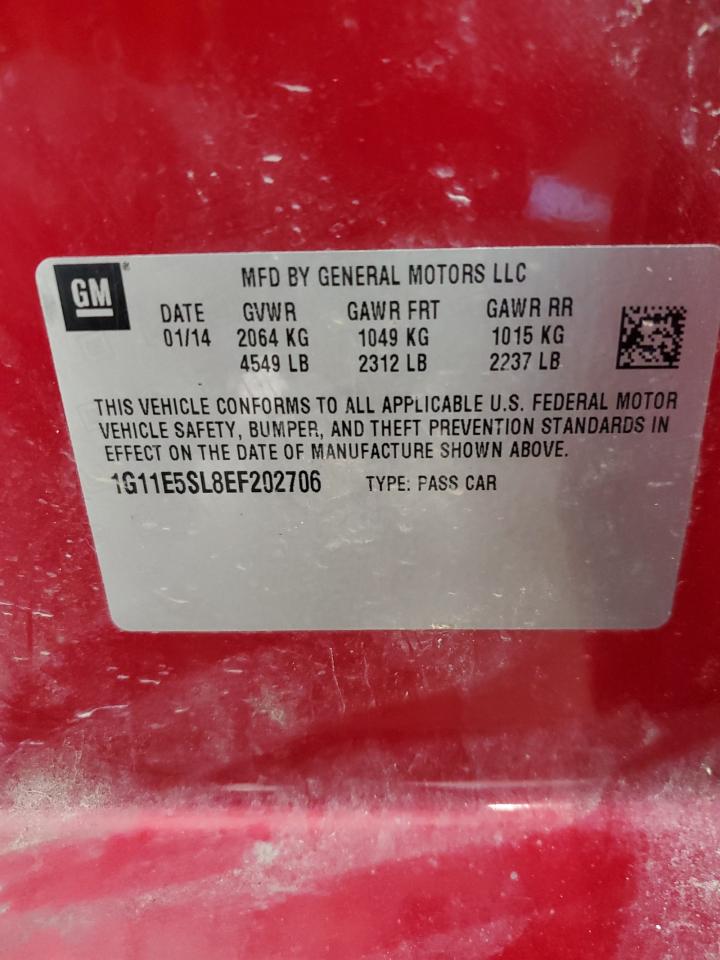 GM®
MFD BY GENERAL MOTORS LLC
DATE GVWR GAWR FRT GAWR RR
01/14 2064 KG 1049 KG 1015 KG
4549 LB 2312 LB 2237 LB
THIS VEHICLE CONFORMS TO ALL APPLICABLE U.S. FEDERAL MOTOR
VEHICLE SAFETY, BUMPER, AND THEFT PREVENTION STANDARDS IN
EFFECT ON THE DATE OF MANUFACTURE SHOWN ABOVE.
1G11E5SL8EF202706 TYPE: PASS CAR